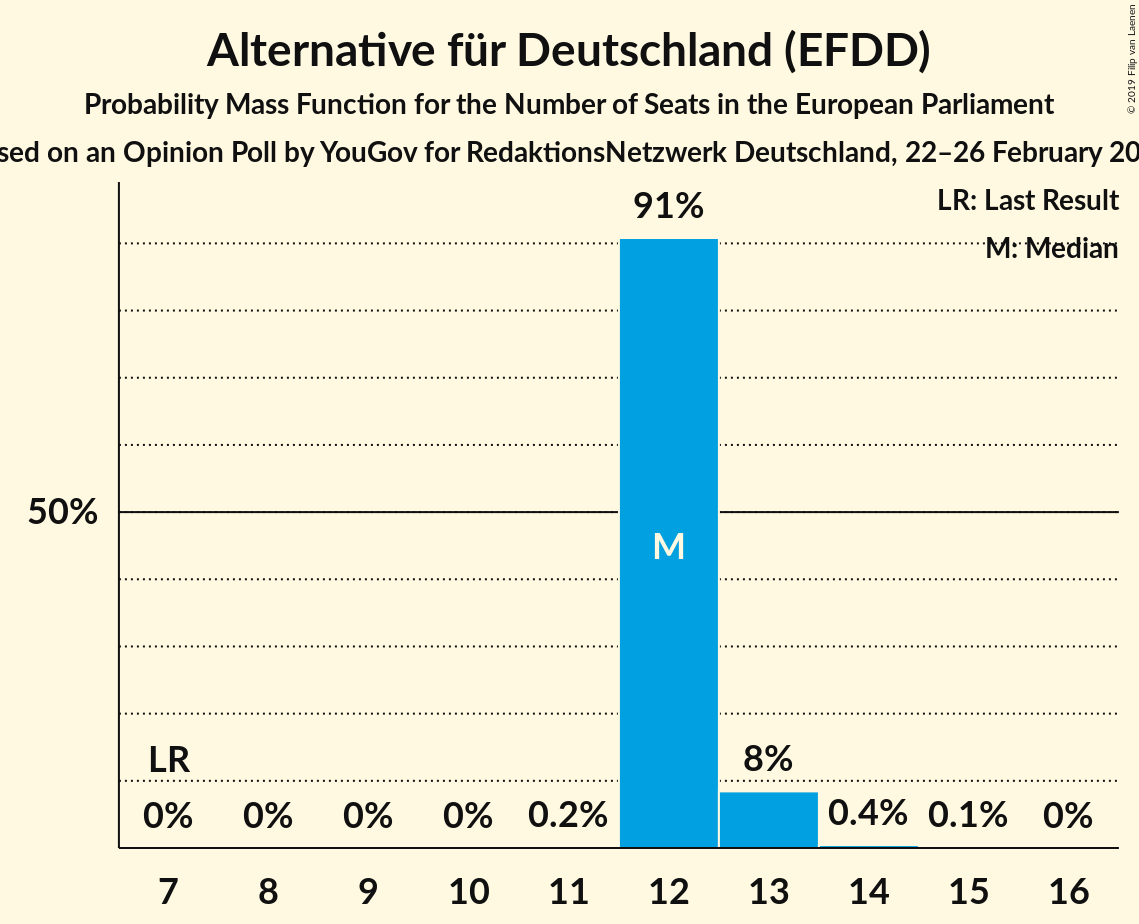 Alternative für Deutschland (EFDD)
Probability Mass Function for the Number of Seats in the European Parliament
sed on an Opinion Poll by YouGov for RedaktionsNetzwerk Deutschland, 22–26 February 20
© 2019 Filip van Laenen
LR: Last Result
M: Median
91%
50%
M
LR
8%
0% 0% 0% 0% 0.2% 0.4% 0.1% 0%
7 8 9 10 11 12 13 14 15 16